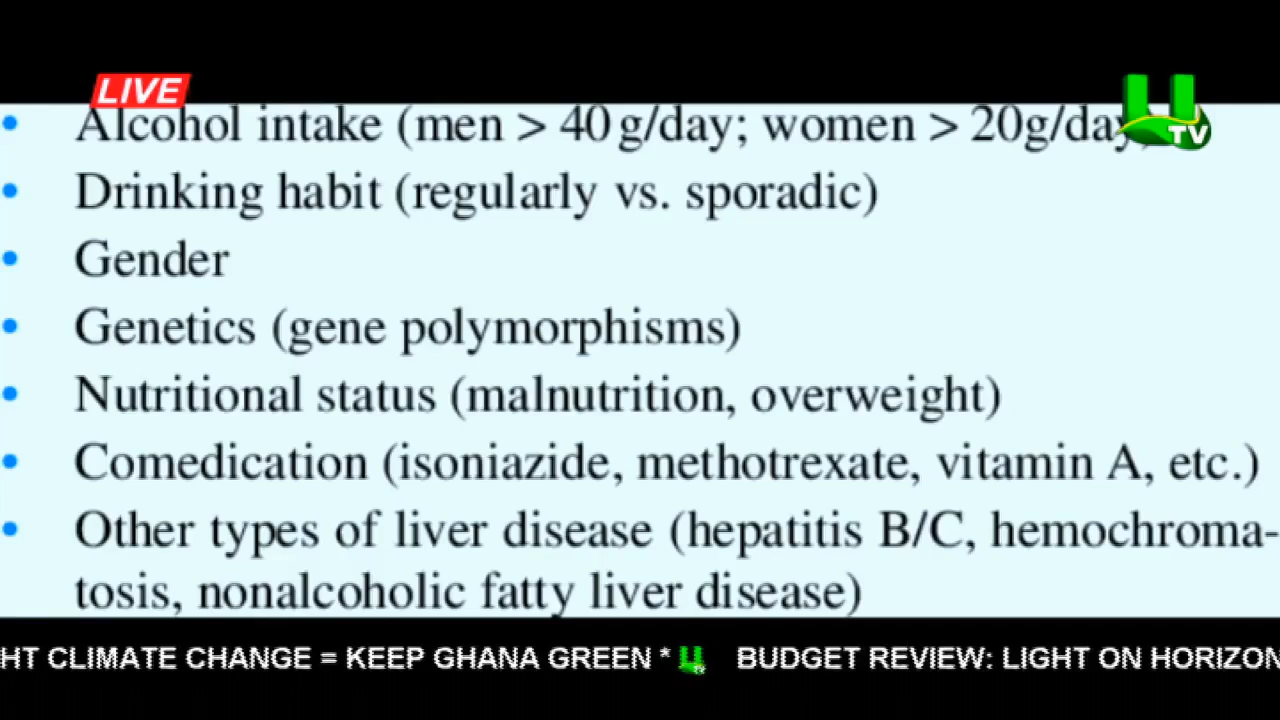 LIVE
TV
• Alcohol intake (men > 40 g/day; women > 20g/day)
• Drinking habit (regularly vs. sporadic)
• Gender
• Genetics (gene polymorphisms)
• Nutritional status (malnutrition, overweight)
• Comedication (isoniazide, methotrexate, vitamin A, etc.)
• Other types of liver disease (hepatitis B/C, hemochroma-
tosis, nonalcoholic fatty liver disease)
HT CLIMATE CHANGE = KEEP GHANA GREEN * U TV BUDGET REVIEW: LIGHT ON HORIZON